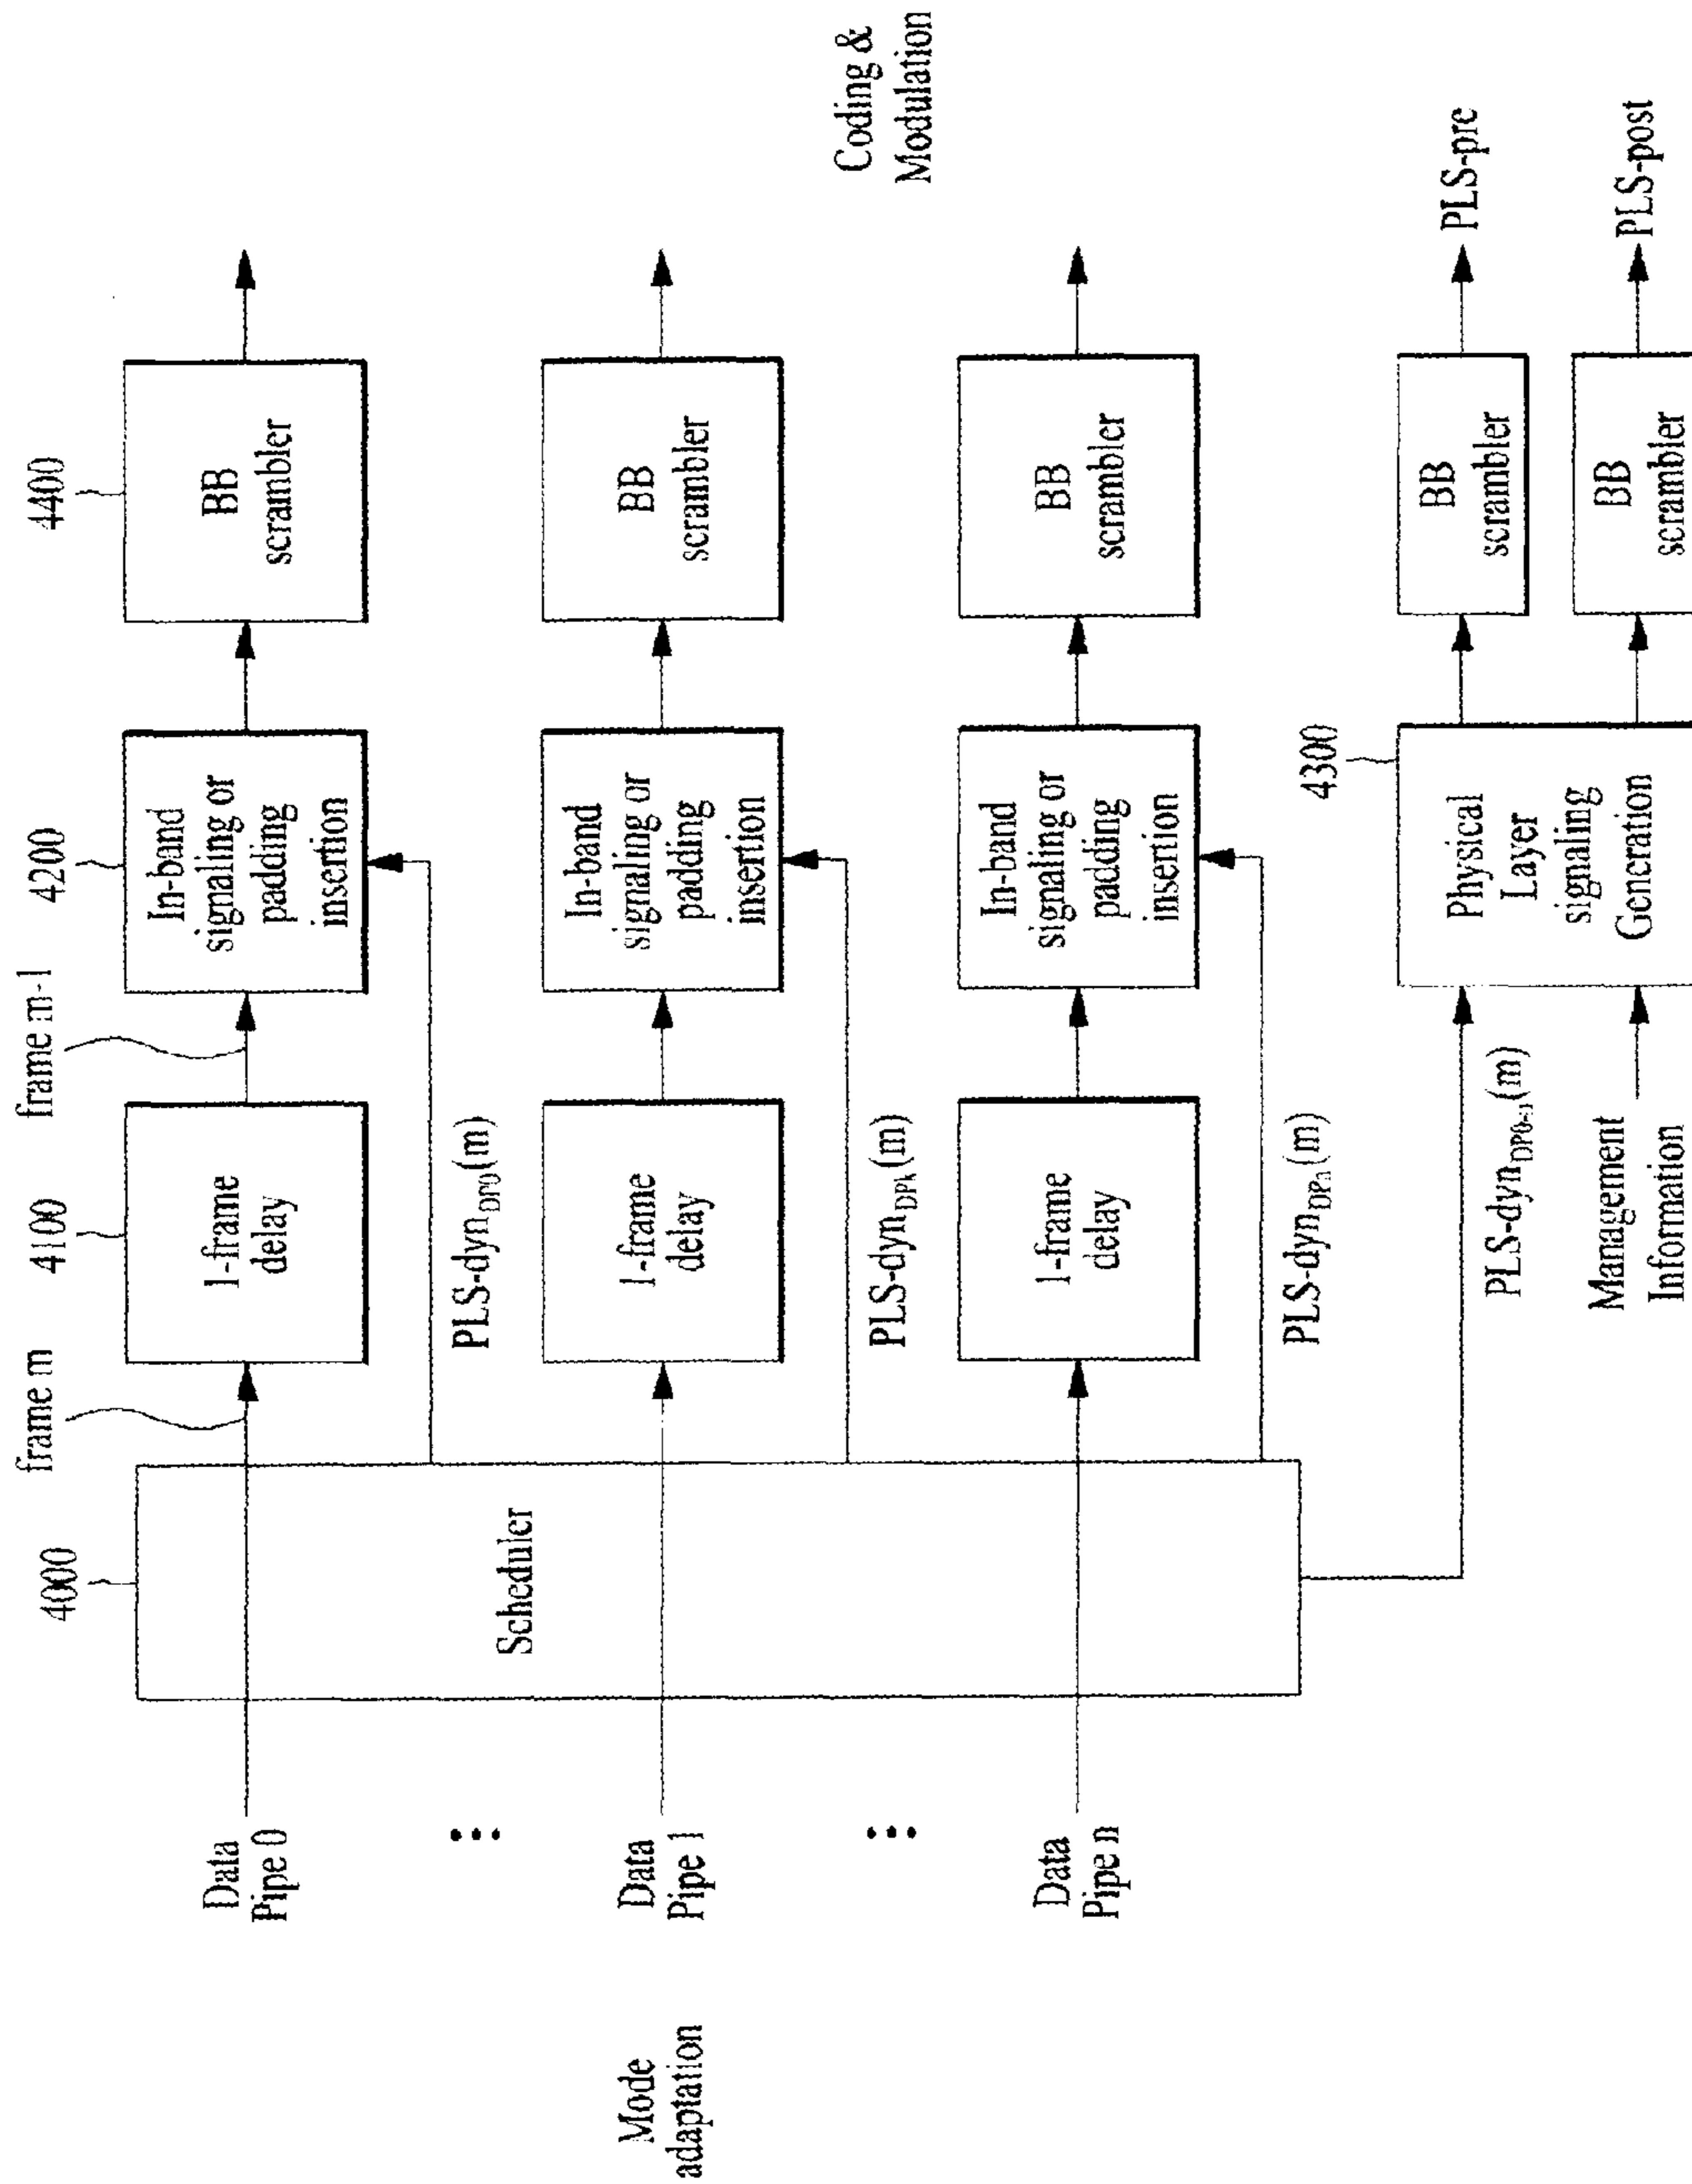 Mode
adaptation
Data
Pipe 0
Data
Pipe 1
Data
Pipe n
4000
Scheduler
frame m
4100
1-frame
delay
frame m-1
4200
In-band
signaling or
padding
insertion
4400
BB
scrambler
PLS-dynDP0(m)
1-frame
delay
In-band
signaling or
padding
insertion
BB
scrambler
PLS-dynDPk(m)
1-frame
delay
In-band
signaling or
padding
insertion
BB
scrambler
PLS-dynDPn(m)
Coding &
Modulation
4300
Physical
Layer
signaling
Generation
Management
Information
BB
scrambler
PLS-pre
BB
scrambler
PLS-post